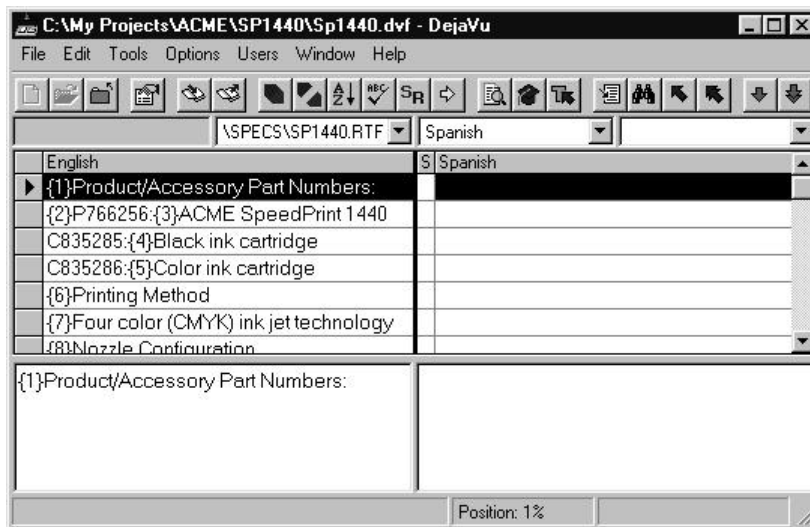 C:\My Projects\ACME\SP1440\Sp1440.dvf - DejaVu
File Edit Tools Options Users Window Help
\SPECS\SP1440.RTF Spanish
English S Spanish
{1}Product/Accessory Part Numbers:
{2}P766256:{3}ACME SpeedPrint 1440
C835285:{4}Black ink cartridge
C835286:{5}Color ink cartridge
{6}Printing Method
{7}Four color (CMYK) ink jet technology
{8}Nozzle Configuration
{1}Product/Accessory Part Numbers:
Position: 1%